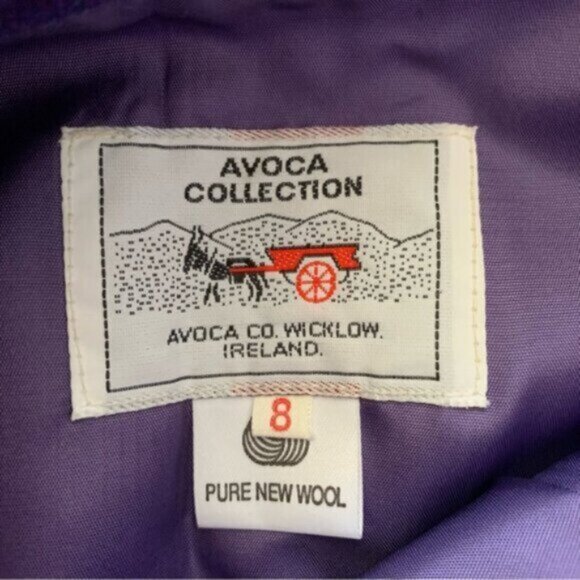 AVOCA
COLLECTION
AVOCA CO. WICKLOW.
IRELAND.
8
PURE NEW WOOL